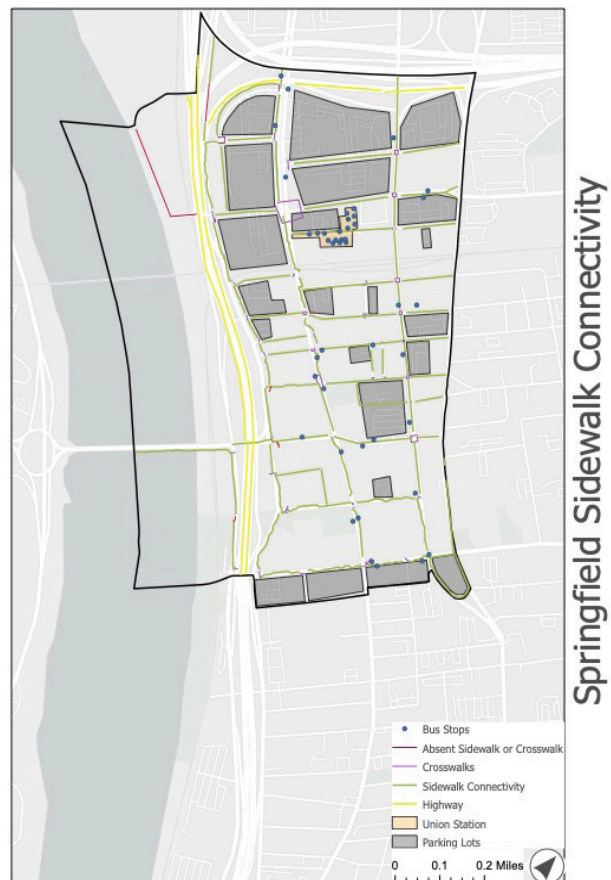 Springfield Sidewalk Connectivity
Bus Stops
Absent Sidewalk or Crosswalk
Crosswalks
Sidewalk Connectivity
Highway
Union Station
Parking Lots
0 0.1 0.2 Miles